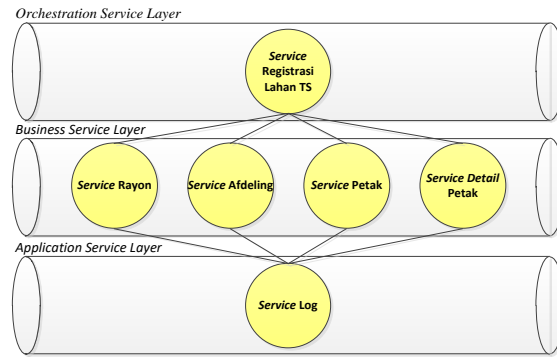 Orchestration Service Layer
Service
Registrasi
Lahan TS
Business Service Layer
Service Rayon
Service Afdeling
Service Petak
Service Detail
Petak
Application Service Layer
Service Log